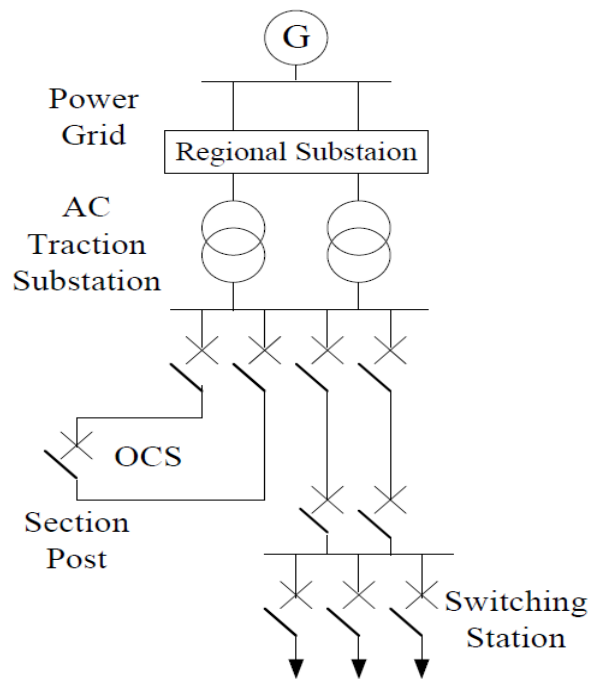 G
Power
Grid
Regional Substaion
AC
Traction
Substation
OCS
Section
Post
Switching
Station